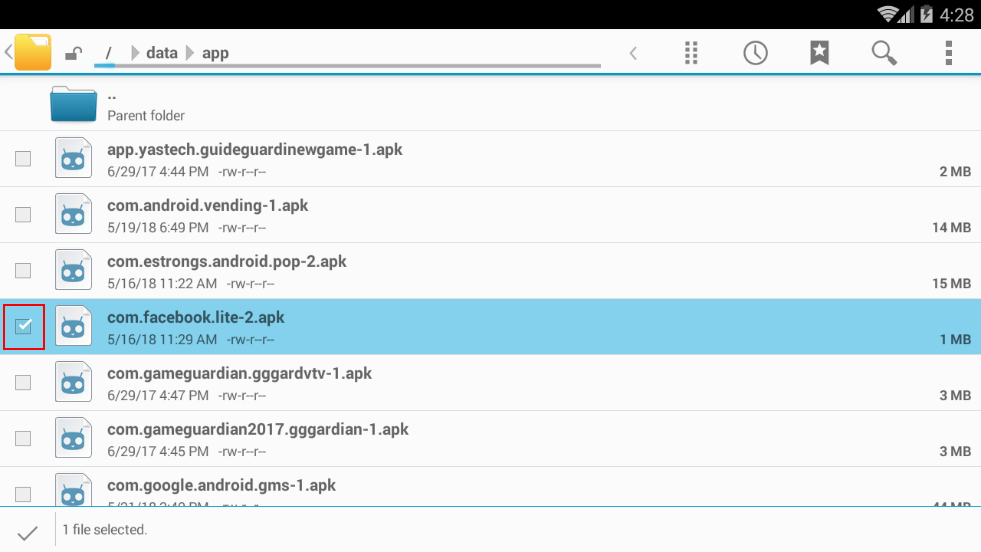 4:28
/ data app
..
Parent folder
app.yastech.guideguardinewgame-1.apk
6/29/17 4:44 PM -rw-r--r-- 2 MB
com.android.vending-1.apk
5/19/18 6:49 PM -rw-r--r-- 14 MB
com.estrongs.android.pop-2.apk
5/16/18 11:22 AM -rw-r--r-- 15 MB
com.facebook.lite-2.apk
5/16/18 11:29 AM -rw-r--r-- 1 MB
com.gameguardian.gggardvtv-1.apk
6/29/17 4:47 PM -rw-r--r-- 3 MB
com.gameguardian2017.gggardian-1.apk
6/29/17 4:45 PM -rw-r--r-- 3 MB
com.google.android.gms-1.apk
1 file selected.